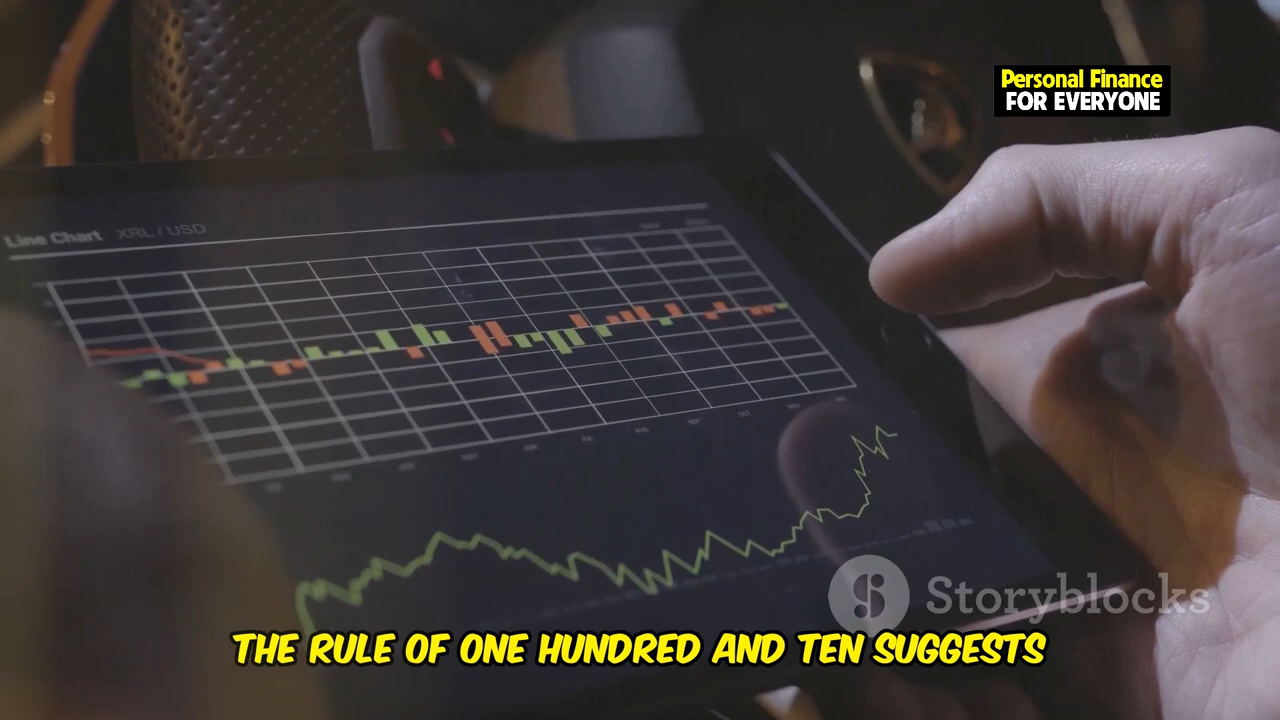 Personal Finance
FOR EVERYONE
Line Chart XRL / USD
Storyblocks
THE RULE OF ONE HUNDRED AND TEN SUGGESTS